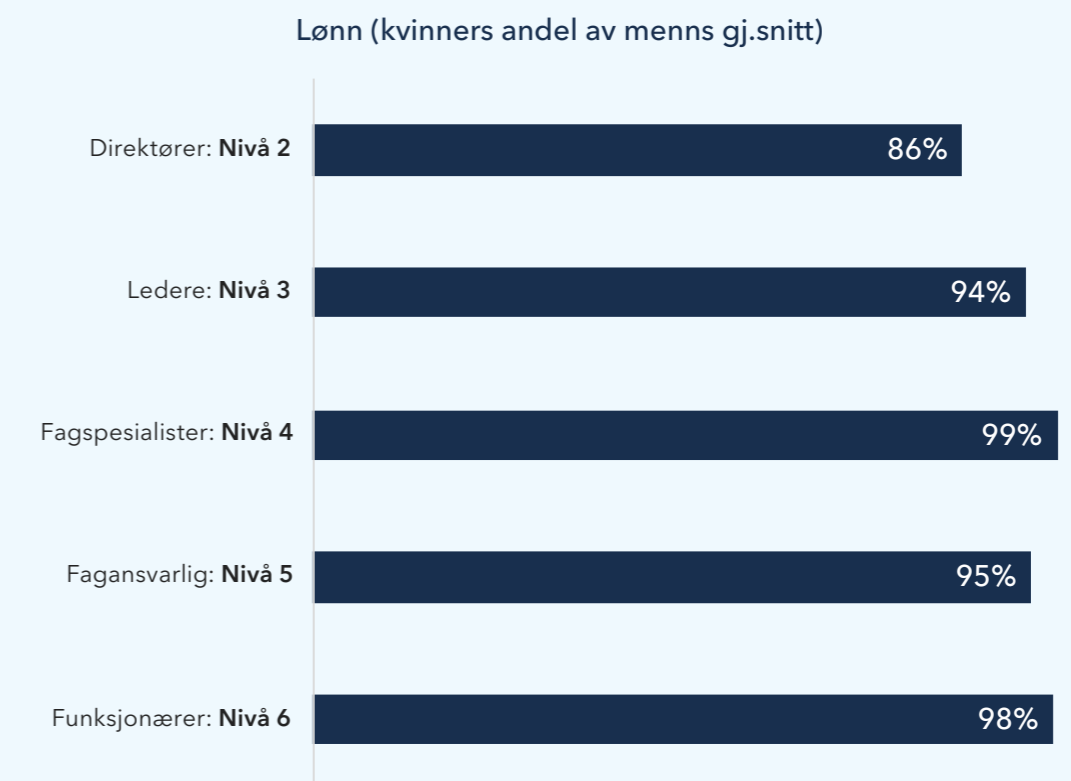 Lønn (kvinners andel av menns gj.snitt)
Direktører: Nivå 2 86%
Ledere: Nivå 3 94%
Fagspesialister: Nivå 4 99%
Fagansvarlig: Nivå 5 95%
Funksjonærer: Nivå 6 98%